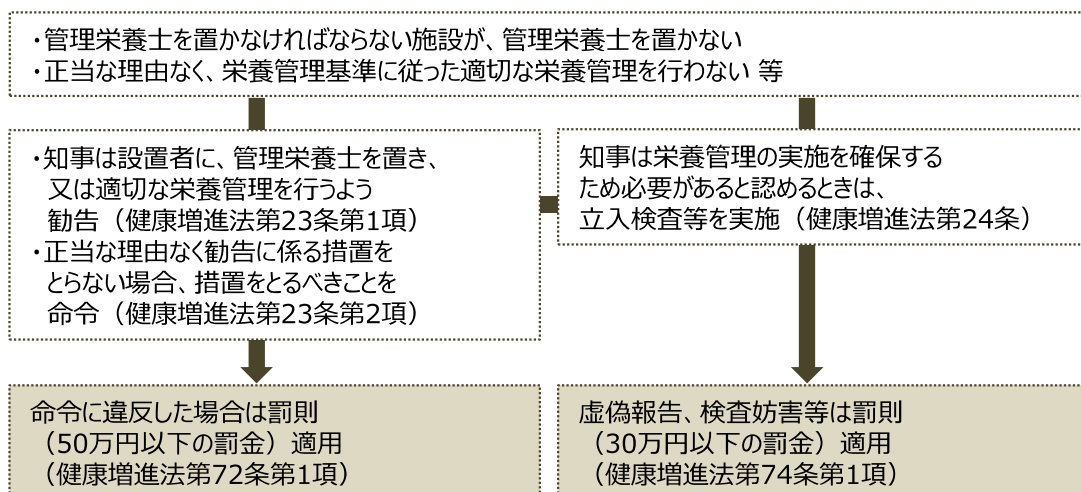 ・管理栄養士を置かなければならない施設が、管理栄養士を置かない
・正当な理由なく、栄養管理基準に従った適切な栄養管理を行わない 等
・知事は設置者に、管理栄養士を置き、
又は適切な栄養管理を行うよう
勧告（健康増進法第23条第1項）
・正当な理由なく勧告に係る措置を
とらない場合、措置をとるべきことを
命令（健康増進法第23条第2項）
知事は栄養管理の実施を確保する
ため必要があると認めるときは、
立入検査等を実施（健康増進法第24条）
命令に違反した場合は罰則
（50万円以下の罰金）適用
（健康増進法第72条第1項）
虚偽報告、検査妨害等は罰則
（30万円以下の罰金）適用
（健康増進法第74条第1項）